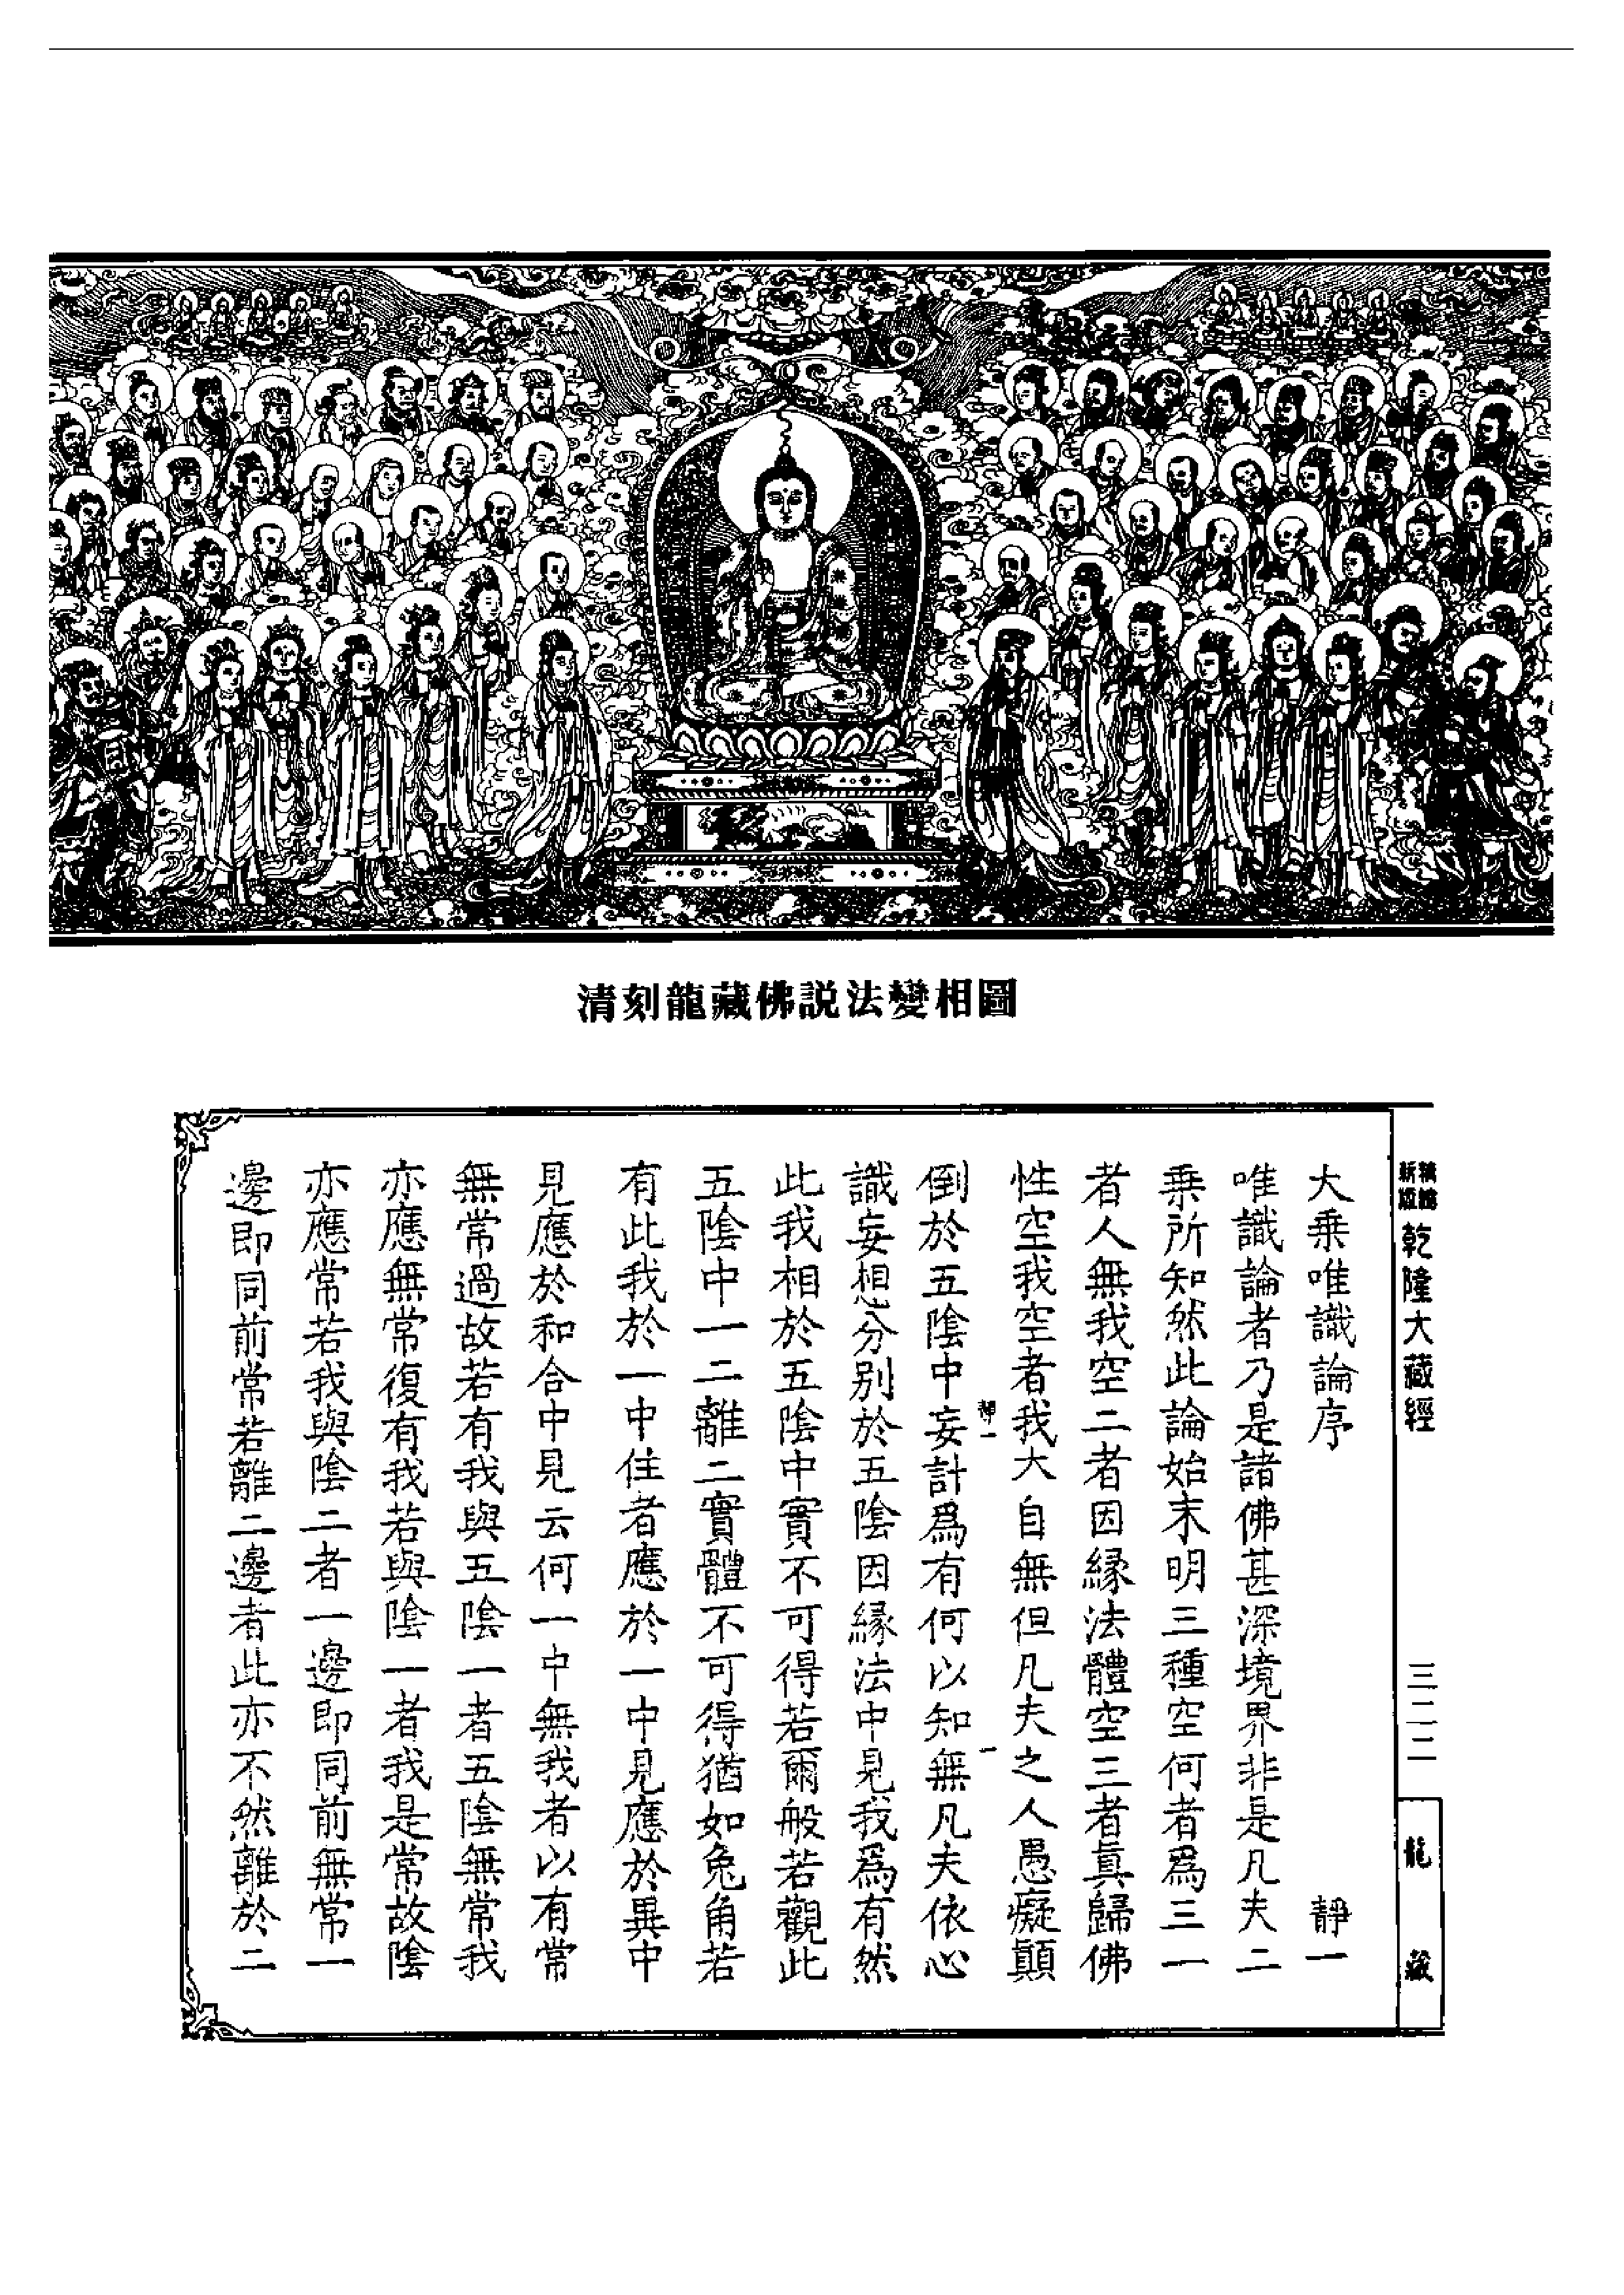 清刻龍藏佛説法變相圖
乾隆大藏經
三二二
龍藏
大乘唯識論序 靜一
唯識論者乃是諸佛甚深境界非是凡夫二
乘所知然此論始末明三種空何者爲三一
者人無我空二者因縁法體空三者眞歸佛
性空我空者我大自無但凡夫之人愚癡顛
靜一 一
倒於五陰中妄計爲有何以知無凡夫依心
識妄想分别於五陰因縁法中見我爲有然
此我相於五陰中實不可得若爾般若觀此
五陰中一二離二實體不可得猶如兔角若
有此我於一中住者應於一中見應於異中
見應於和合中見云何一中無我者以有常
無常過故若有我與五陰一者五陰無常我
亦應無常復有我若與陰一者我是常故陰
亦應常若我與陰二者一邊即同前無常一
邊即同前常若離二邊者此亦不然離於二